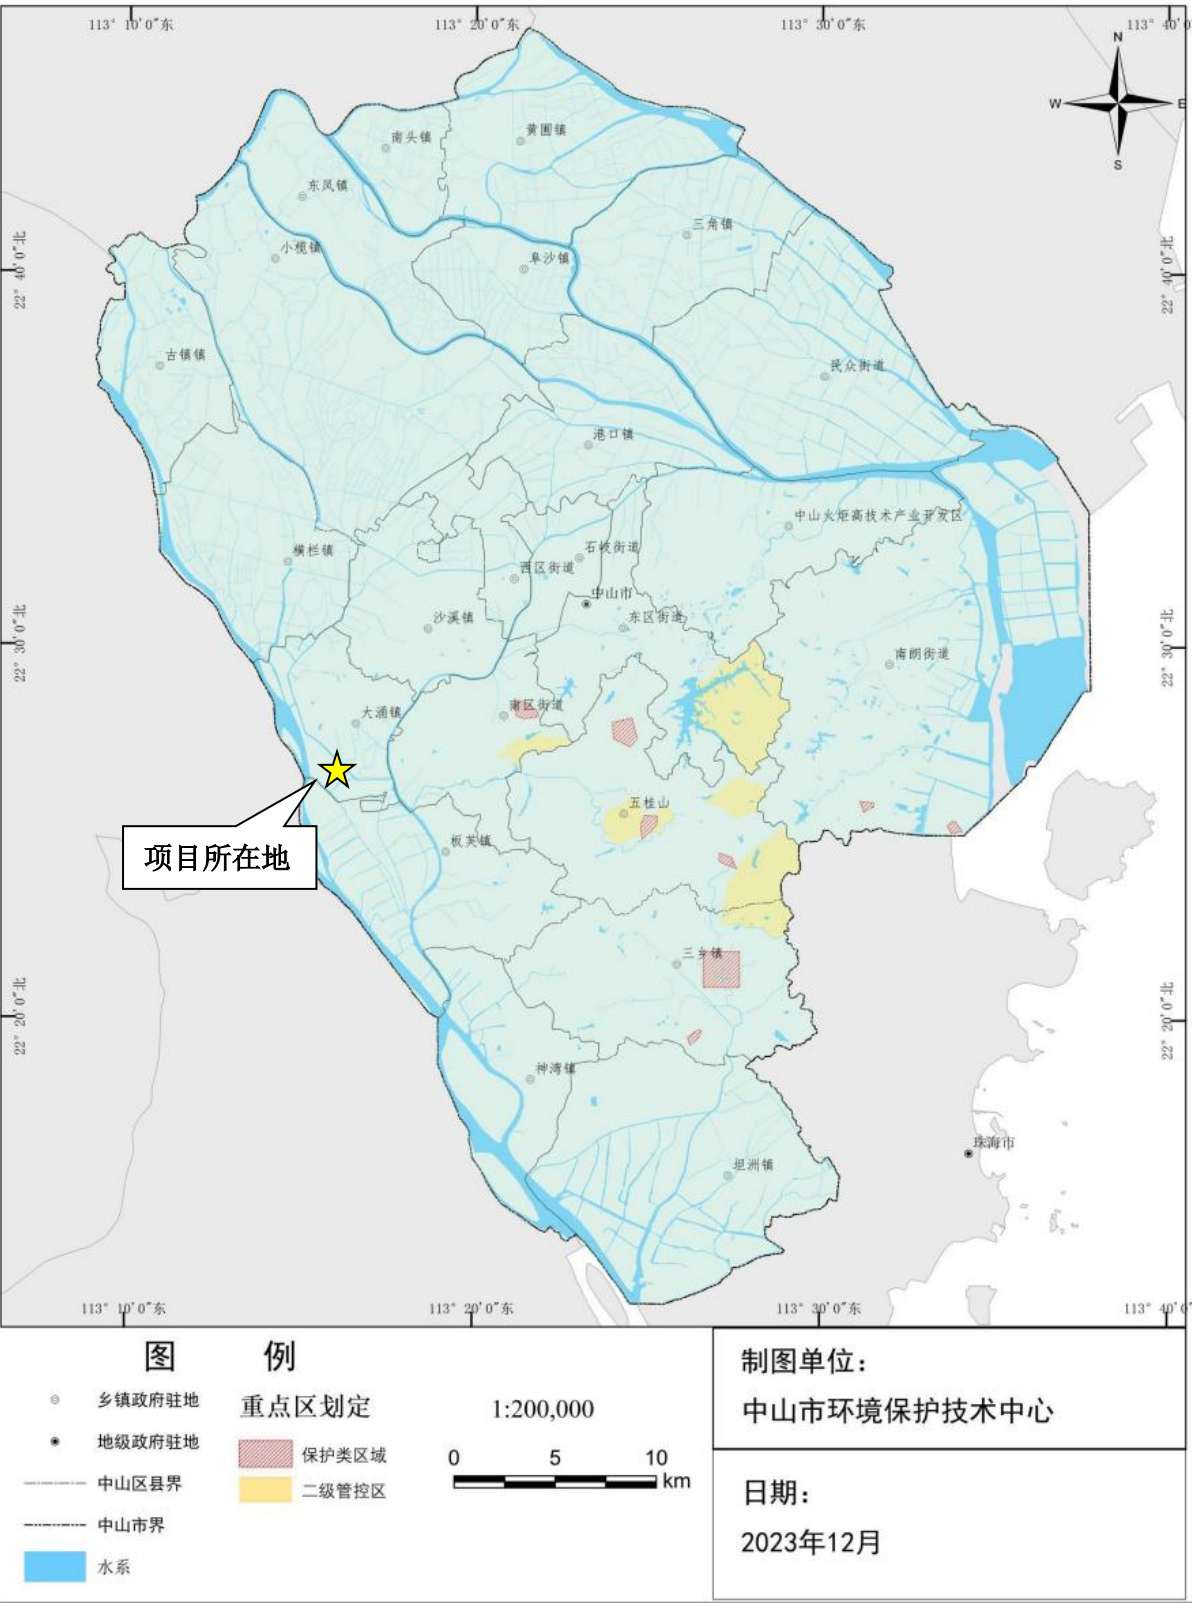 113° 10′0″东
113° 20′0″东
113° 30′0″东
113° 40′0
N
W
E
S
南头镇
黄圃镇
东凤镇
三角镇
小榄镇
阜沙镇
22° 40′0″北
22° 40′0″北
古镇镇
民众街道
港口镇
中山火炬高技术产业开发区
横栏镇
石岐街道
西区街道
中山市
沙溪镇
东区街道
22° 30′0″北
22° 30′0″北
南朗街道
大涌镇
南区街道
五桂山
项目所在地
板芙镇
三乡镇
22° 20′0″北
22° 20′0″北
神湾镇
珠海市
坦洲镇
113° 10′0″东
113° 20′0″东
113° 30′0″东
113° 40′0
图 例
乡镇政府驻地
地级政府驻地
中山区县界
中山市界
水系
重点区划定
保护类区域
二级管控区
1:200,000
0 5 10
km
制图单位：
中山市环境保护技术中心
日期：
2023年12月